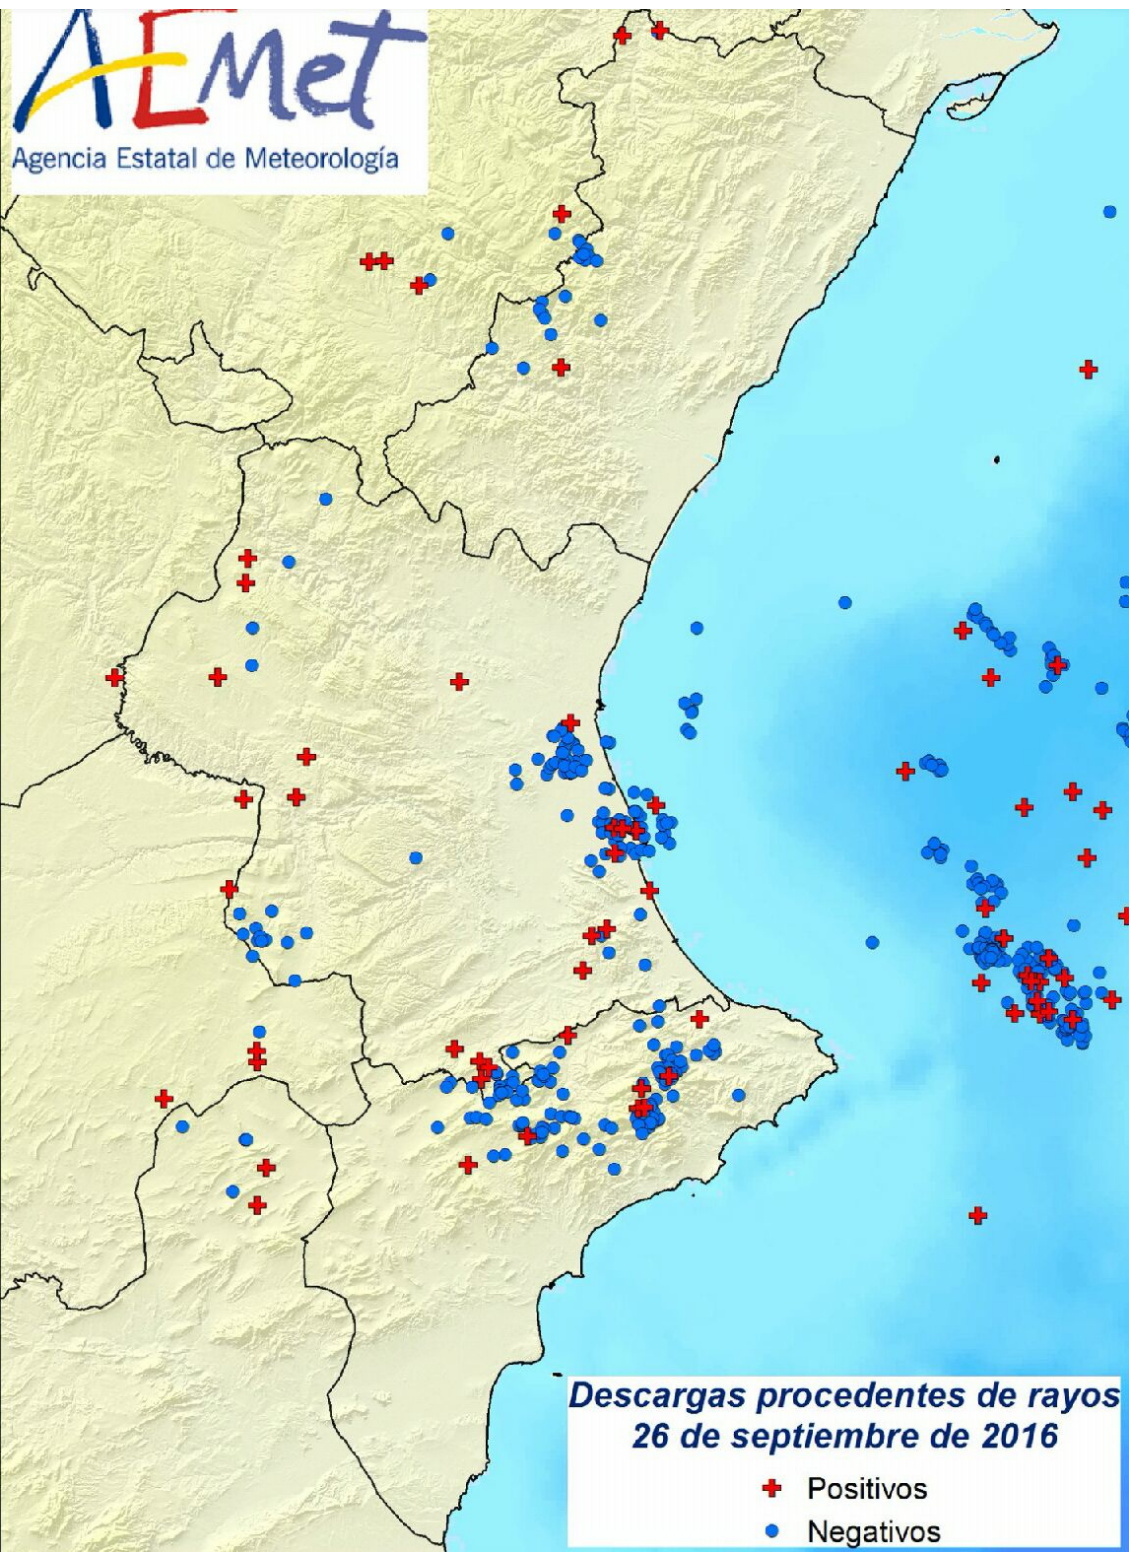 AEMet
Agencia Estatal de Meteorología
Descargas procedentes de rayos
26 de septiembre de 2016
Positivos
Negativos